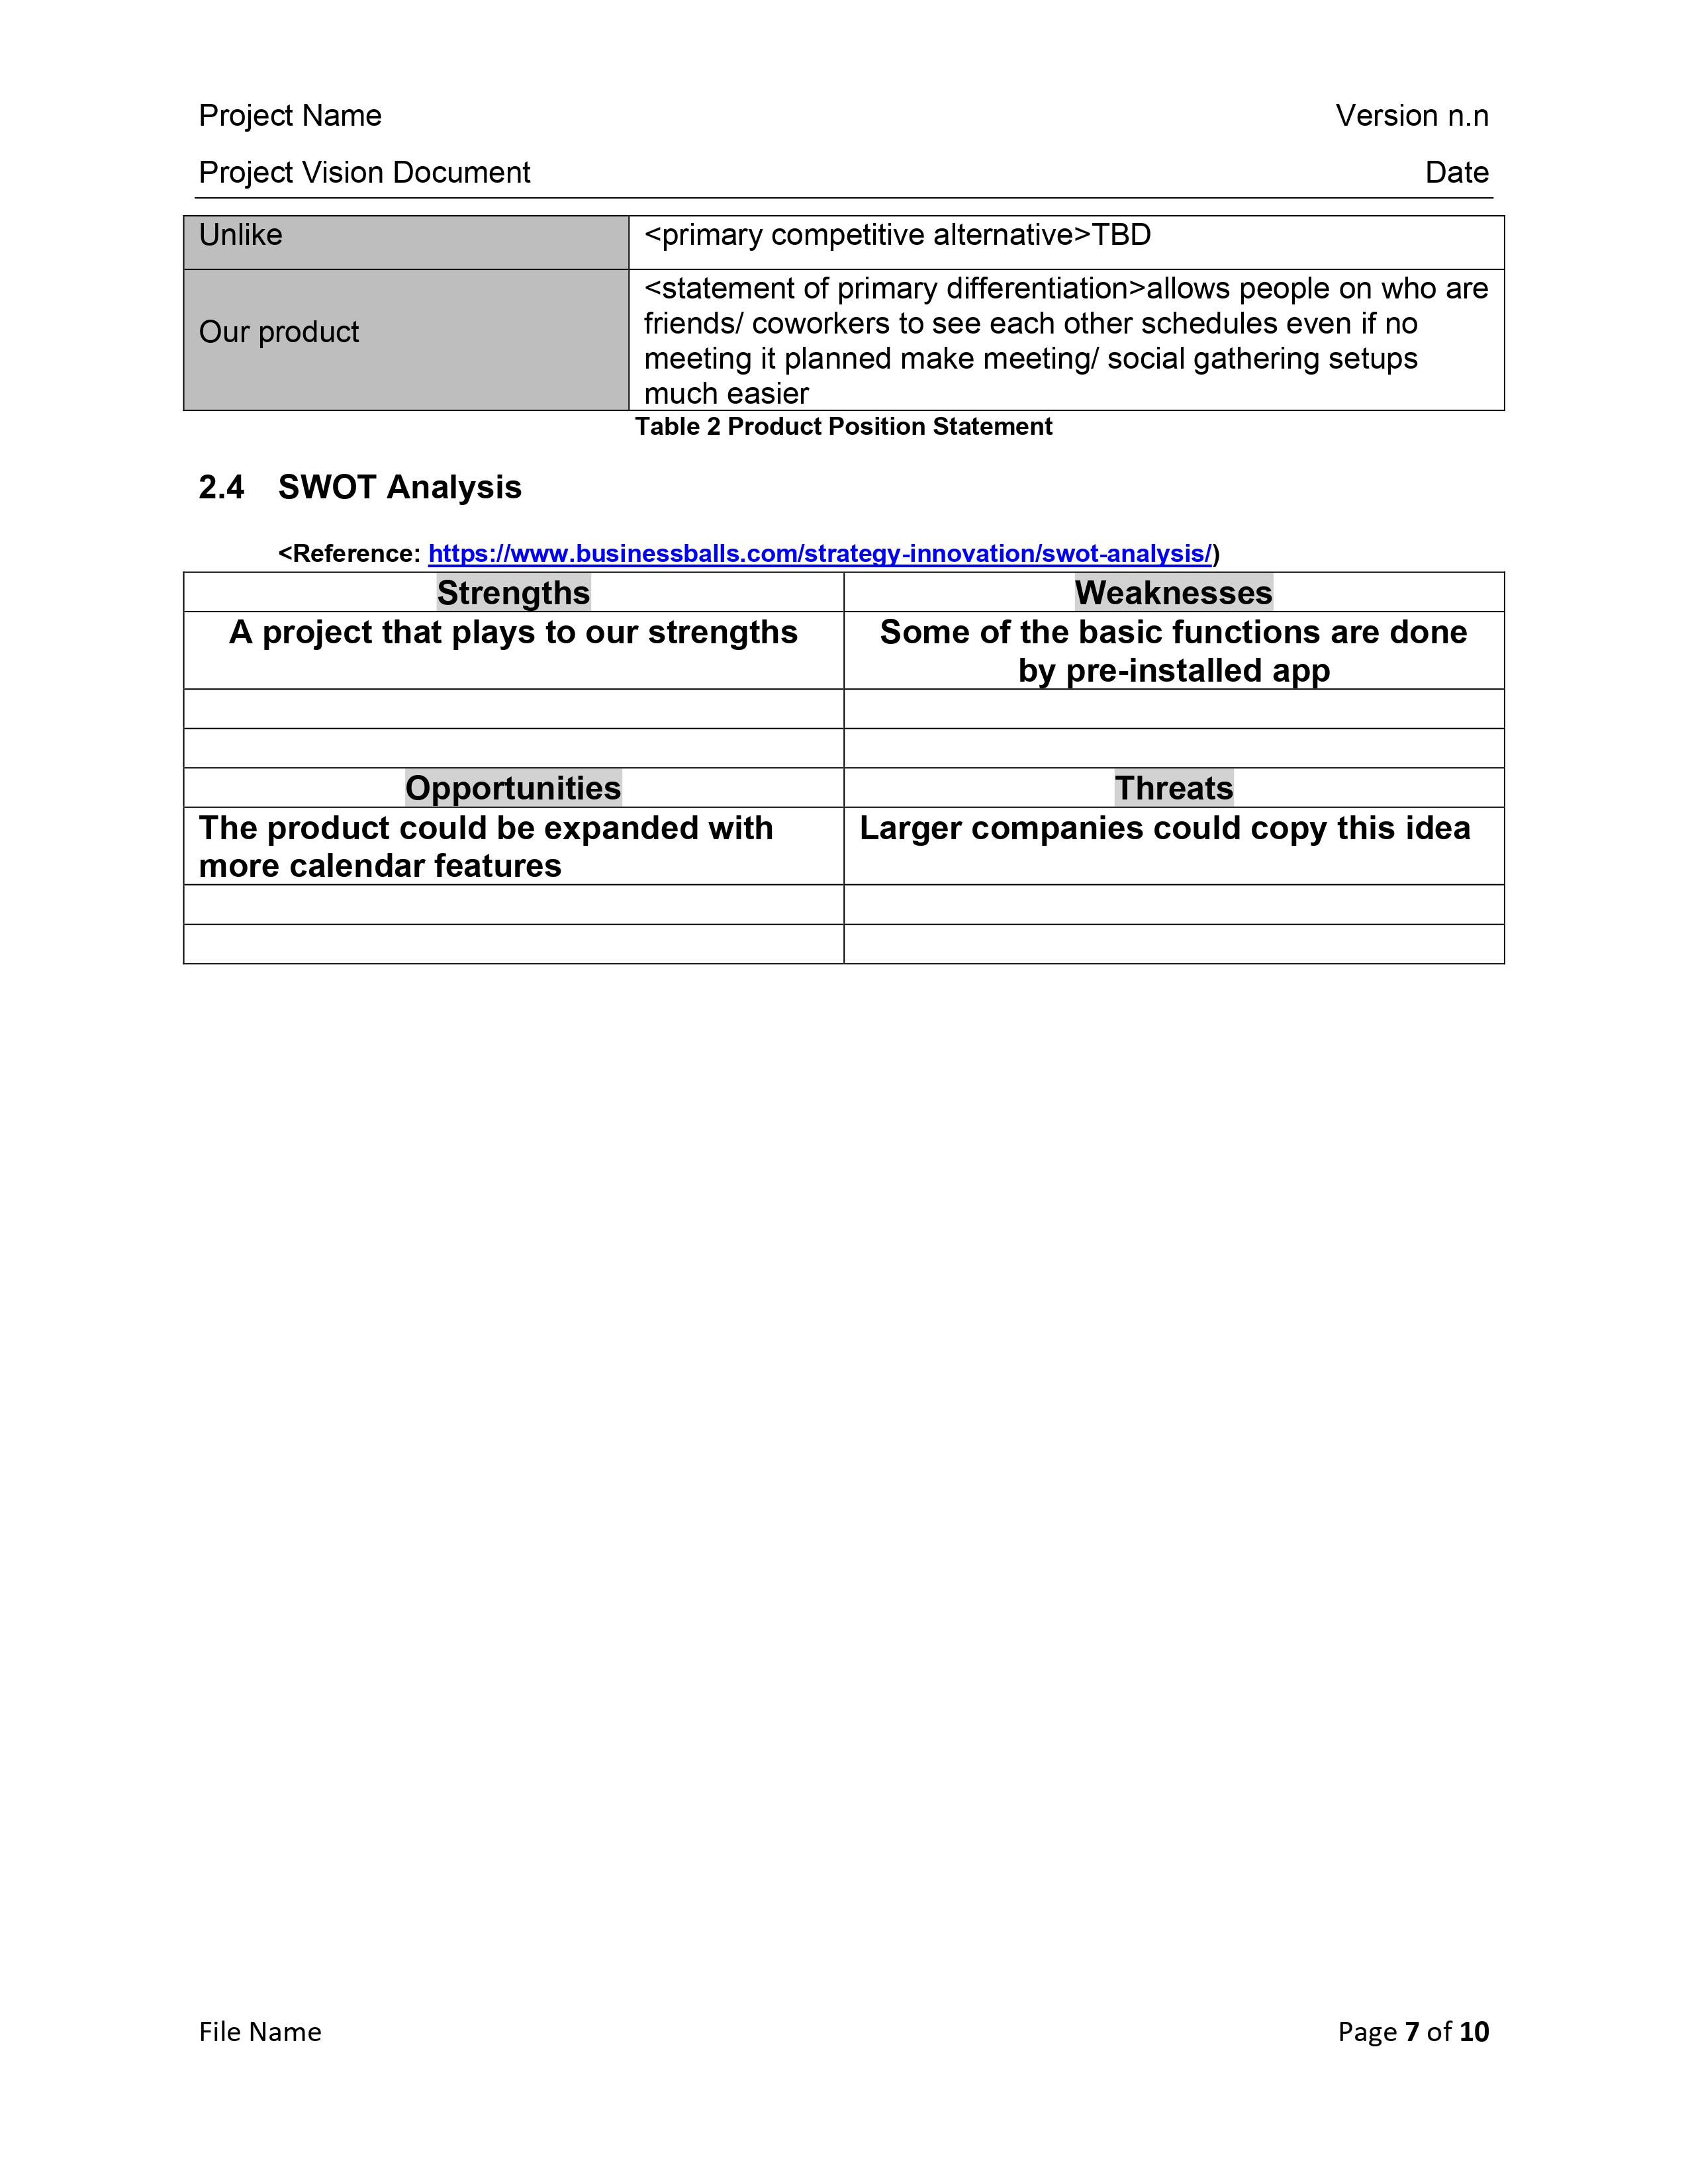 Project Name Version n.n
Project Vision Document Date
Unlike <primary competitive alternative>TBD
Our product
<statement of primary differentiation>allows people on who are
friends/ coworkers to see each other schedules even if no
meeting it planned make meeting/ social gathering setups
much easier
Table 2 Product Position Statement
2.4 SWOT Analysis
<Reference: https://www.businessballs.com/strategy-innovation/swot-analysis/)
Strengths Weaknesses
A project that plays to our strengths
Some of the basic functions are done
by pre-installed app
Opportunities Threats
The product could be expanded with
more calendar features
Larger companies could copy this idea
File Name Page 7 of 10